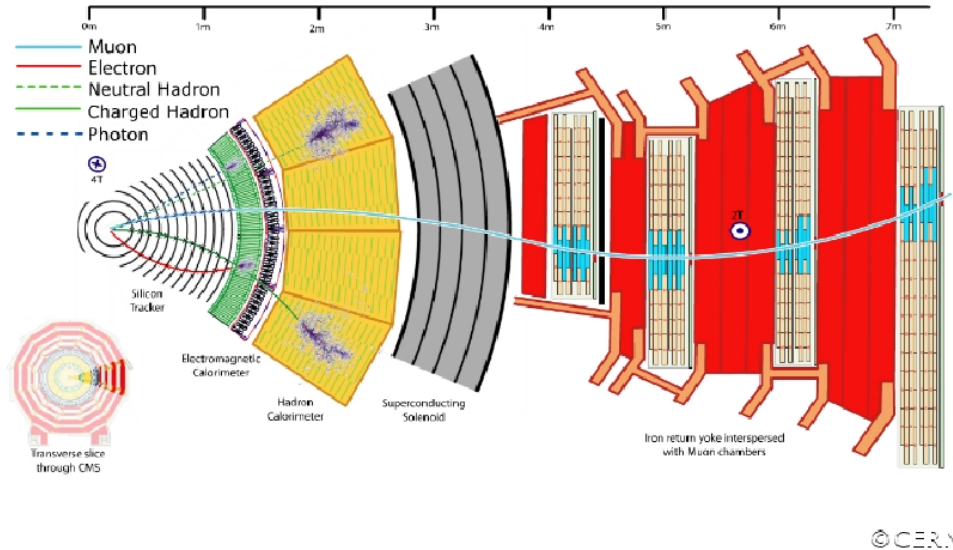 0 1m 2m 3m 4m 5m 6m 7m
Muon
Electron
Neutral Hadron
Charged Hadron
Photon
4T
2T
Silicon
Tracker
Electromagnetic
Calorimeter
Hadron
Calorimeter
Superconducting
Solenoid
Iron return yoke interspersed
with Muon chambers
Transverse slice
through CMS
© CERN